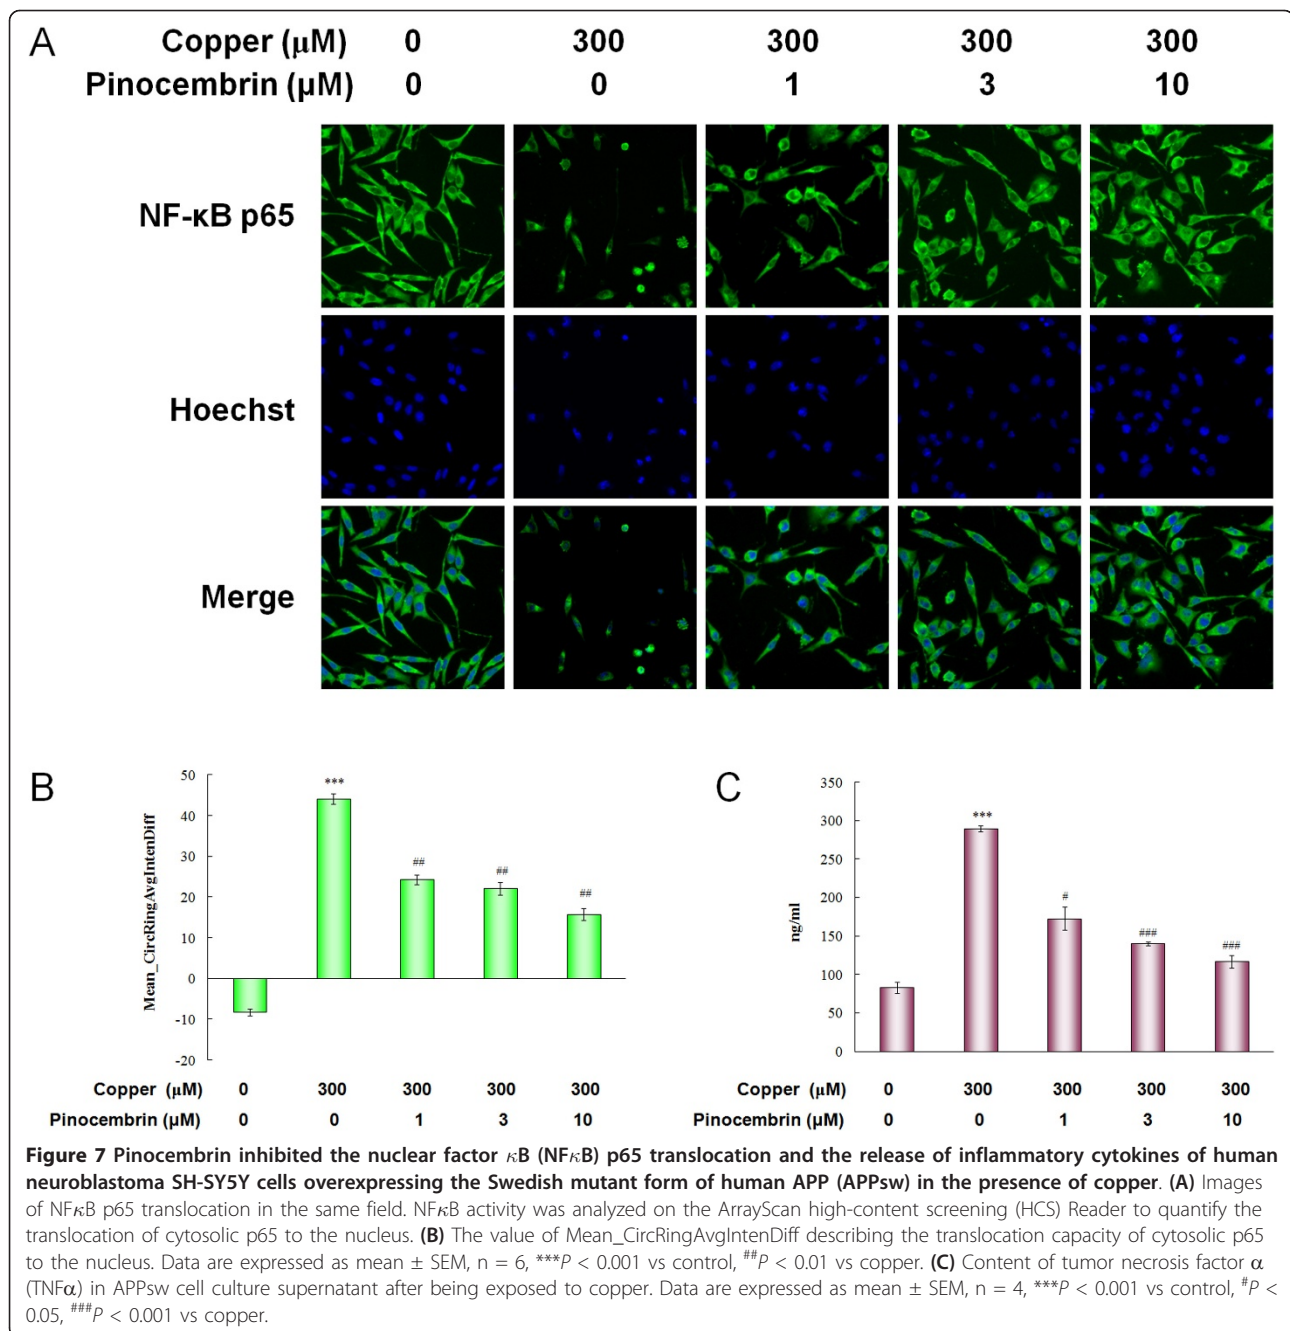 A
Copper (μM) 0 300 300 300 300
Pinocembrin (μM) 0 0 1 3 10
NF-κB p65
Hoechst
Merge
B
Mean_CircRingAvgIntenDiff
50
40
30
20
10
0
-10
-20
***
##
##
##
Copper (μM) 0 300 300 300 300
Pinocembrin (μM) 0 0 1 3 10
C
ng/ml
350
300
250
200
150
100
50
0
***
#
###
###
Copper (μM) 0 300 300 300 300
Pinocembrin (μM) 0 0 1 3 10
Figure 7 Pinocembrin inhibited the nuclear factor κB (NFκB) p65 translocation and the release of inflammatory cytokines of human
neuroblastoma SH-SY5Y cells overexpressing the Swedish mutant form of human APP (APPsw) in the presence of copper. (A) Images
of NFκB p65 translocation in the same field. NFκB activity was analyzed on the ArrayScan high-content screening (HCS) Reader to quantify the
translocation of cytosolic p65 to the nucleus. (B) The value of Mean_CircRingAvgIntenDiff describing the translocation capacity of cytosolic p65
to the nucleus. Data are expressed as mean ± SEM, n = 6, ***P < 0.001 vs control, ##P < 0.01 vs copper. (C) Content of tumor necrosis factor α
(TNFα) in APPsw cell culture supernatant after being exposed to copper. Data are expressed as mean ± SEM, n = 4, ***P < 0.001 vs control, #P <
0.05, ###P < 0.001 vs copper.